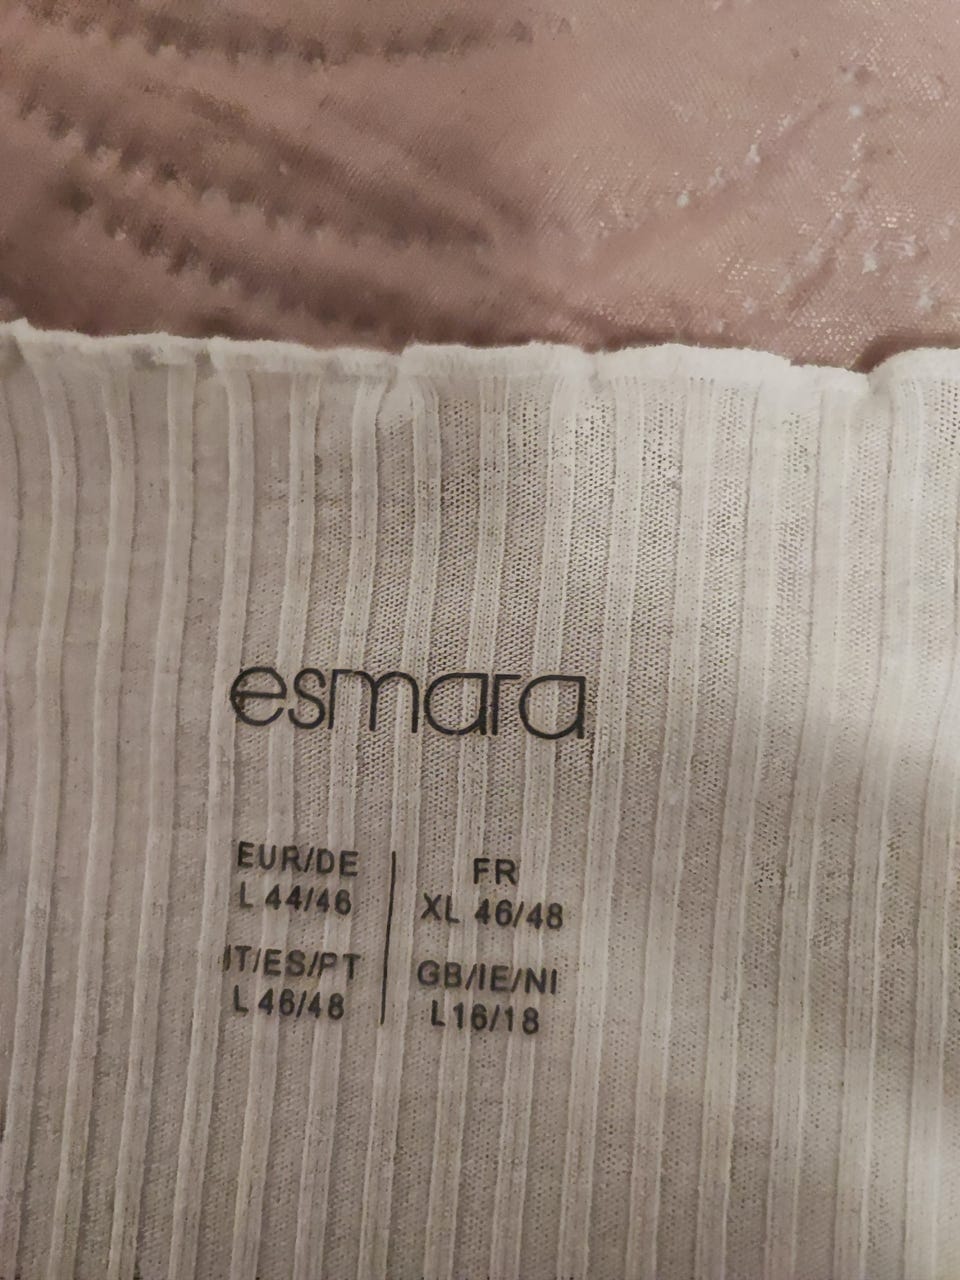 esmara
EUR/DE
L 44/46
FR
XL 46/48
IT/ES/PT
L 46/48
GB/IE/NI
L16/18